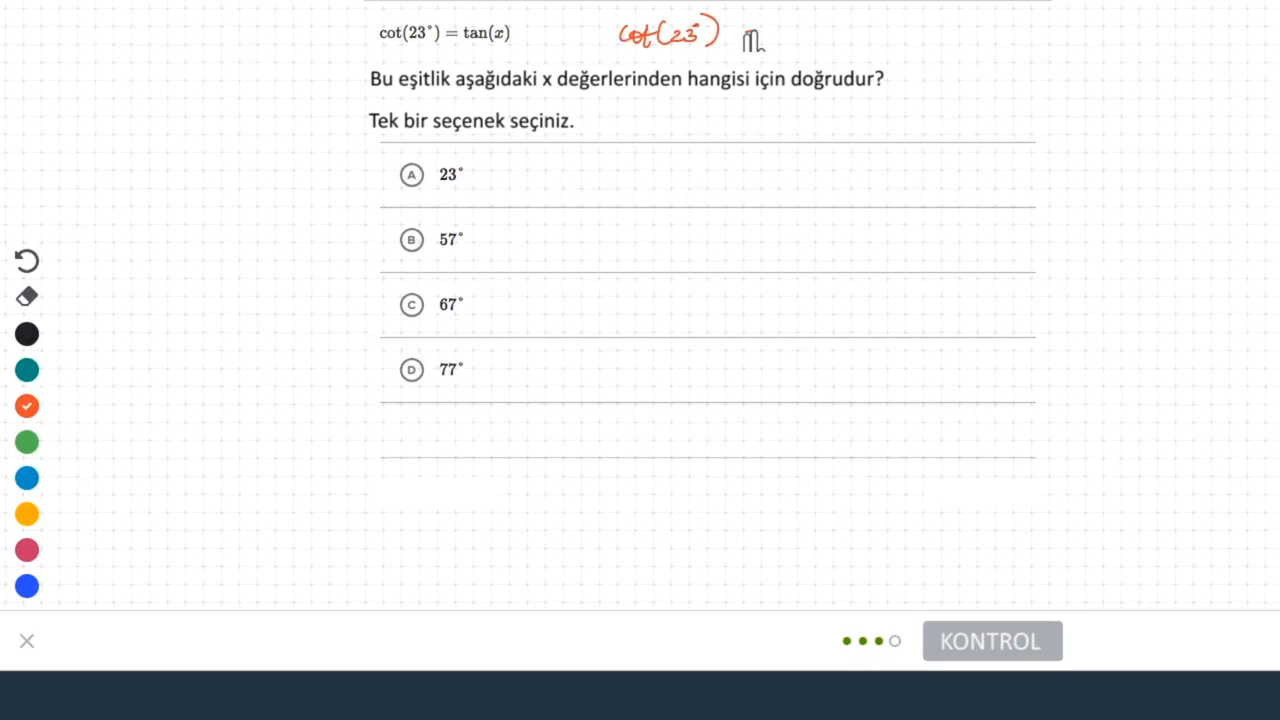 cot(23°) = tan(x) cot(23°)
Bu eşitlik aşağıdaki x değerlerinden hangisi için doğrudur?
Tek bir seçenek seçiniz.
A 23°
B 57°
C 67°
D 77°
KONTROL